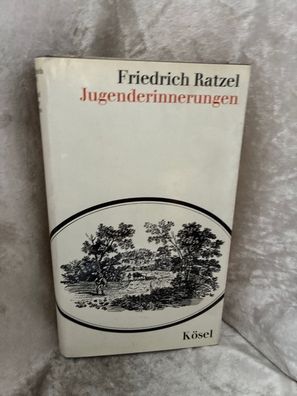 Friedrich Ratzel
Jugenderinnerungen
Kösel